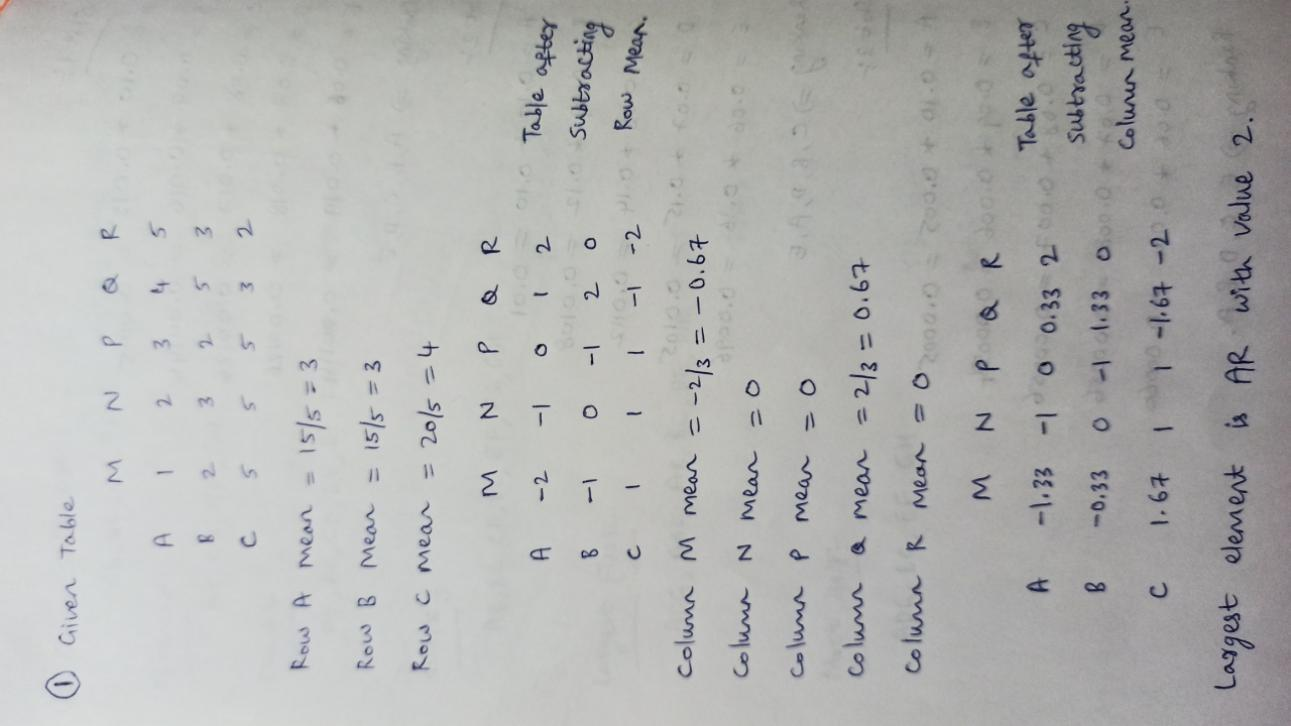 ① Given Table
M N P Q R
A 1 2 3 4 5
B 2 3 2 5 3
C 5 5 5 3 2
Row A mean = 15/5 = 3
Row B mean = 15/5 = 3
Row C mean = 20/5 = 4
M N P Q R
A -2 -1 0 1 2 Table after
B -1 0 -1 2 0 subtracting
C 1 1 1 -1 -2 Row mean.
Column M mean = -2/3 = -0.67
Column N mean = 0
Column P mean = 0
Column Q mean = 2/3 = 0.67
Column R mean = 0
M N P Q R
A -1.33 -1 0 0.33 2 Table after
B -0.33 0 -1 1.33 0 subtracting
C 1.67 1 1 -1.67 -2 column mean.
Largest element is AR with value 2.